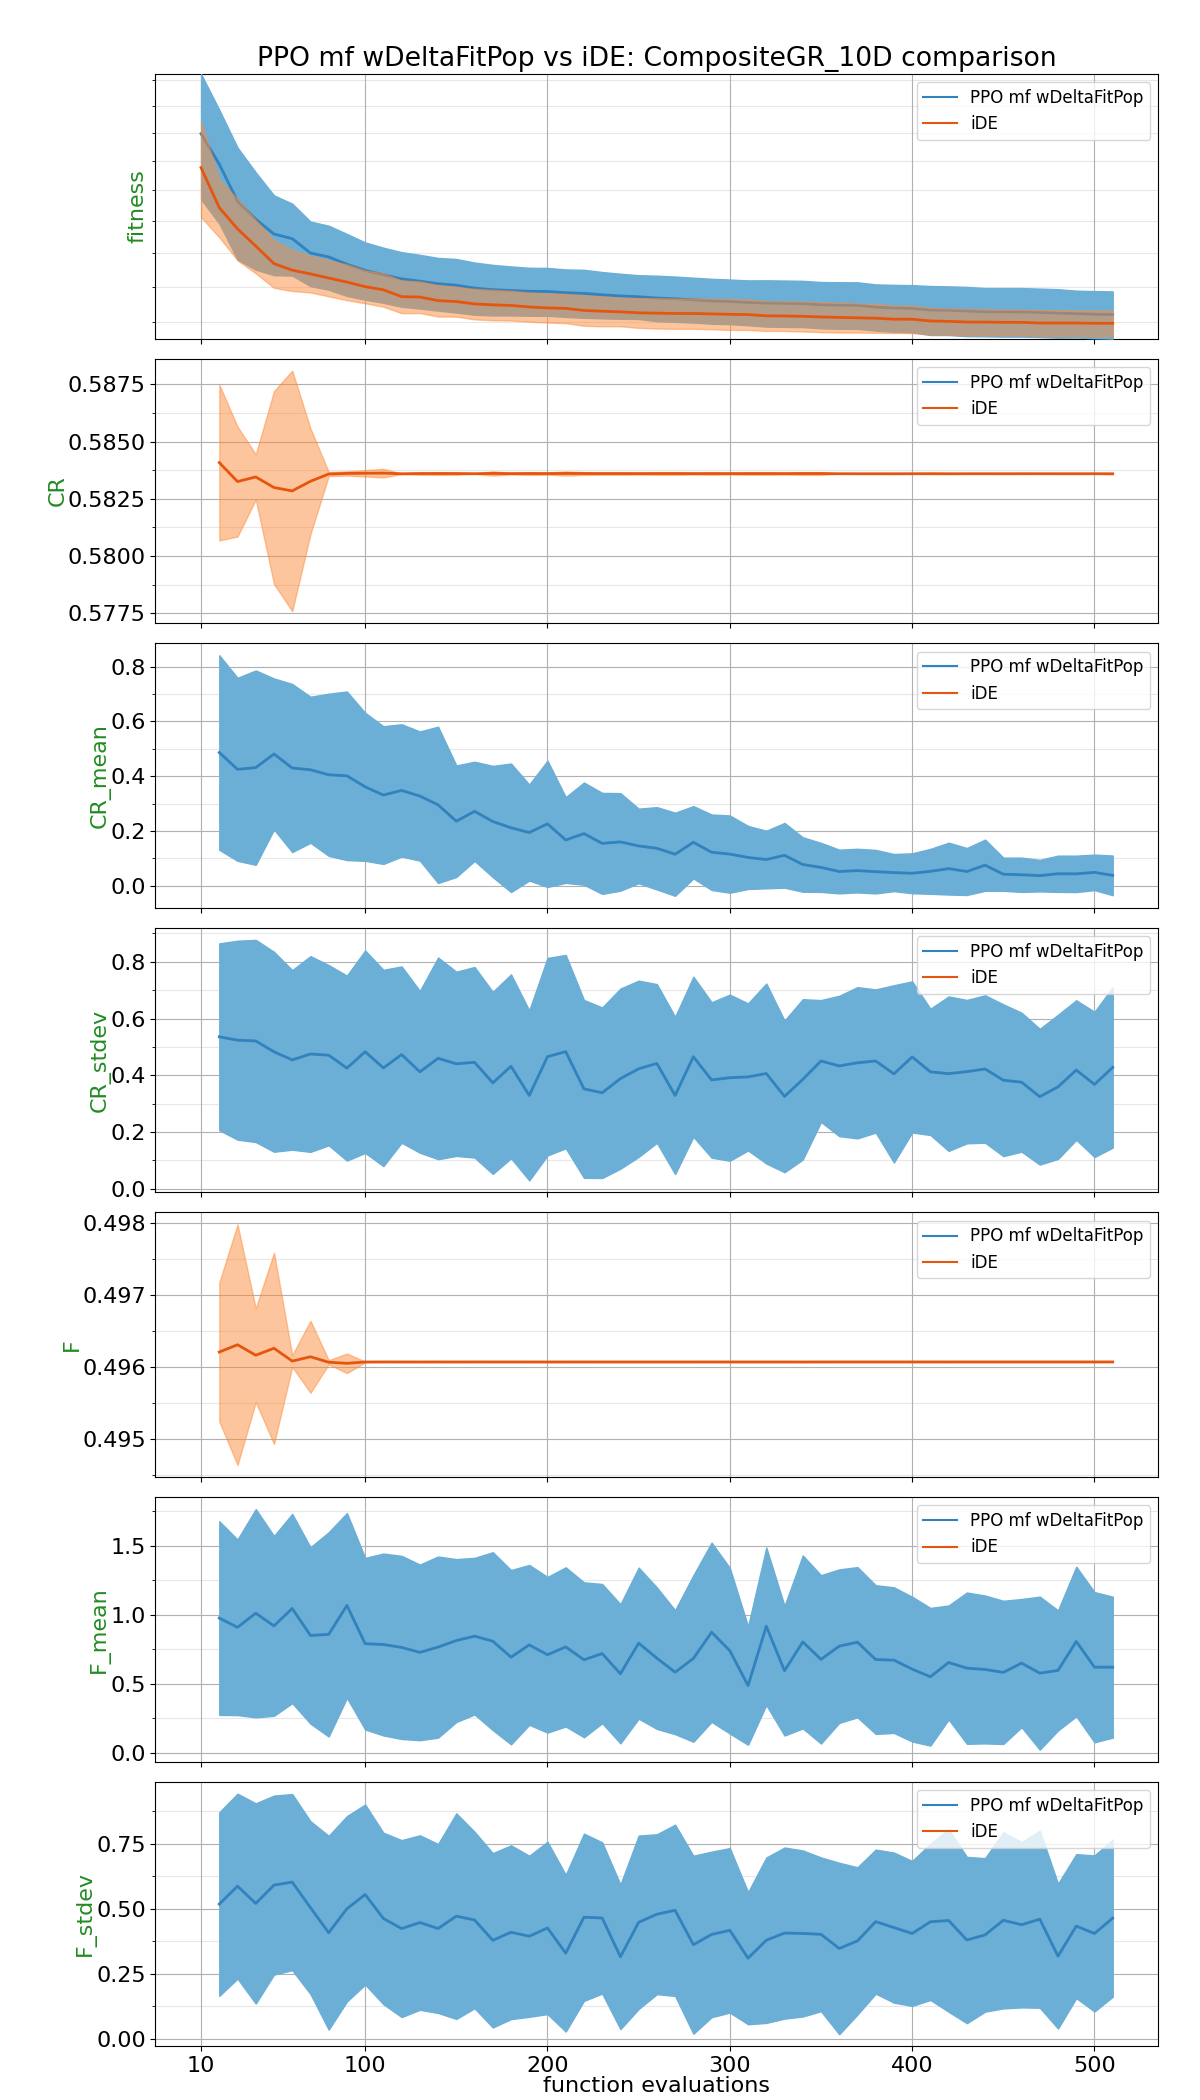 PPO mf wDeltaFitPop vs iDE: CompositeGR_10D comparison
fitness
PPO mf wDeltaFitPop
iDE
CR
0.5875
0.5850
0.5825
0.5800
0.5775
PPO mf wDeltaFitPop
iDE
CR_mean
0.8
0.6
0.4
0.2
0.0
PPO mf wDeltaFitPop
iDE
CR_stdev
0.8
0.6
0.4
0.2
0.0
PPO mf wDeltaFitPop
iDE
F
0.498
0.497
0.496
0.495
PPO mf wDeltaFitPop
iDE
F_mean
1.5
1.0
0.5
0.0
PPO mf wDeltaFitPop
iDE
F_stdev
0.75
0.50
0.25
0.00
PPO mf wDeltaFitPop
iDE
10 100 200 300 400 500
function evaluations